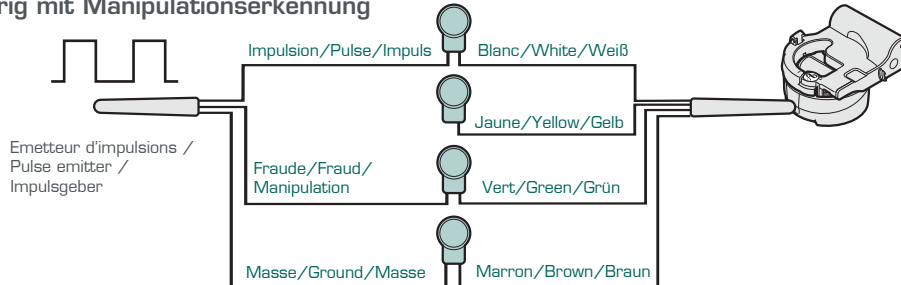 mit Manipulationserkennung
Impulsion/Pulse/Impuls
Blanc/White/Weiß
Jaune/Yellow/Gelb
Emetteur d'impulsions /
Pulse emitter /
Impulsgeber
Fraude/Fraud/
Manipulation
Vert/Green/Grün
Masse/Ground/Masse
Marron/Brown/Braun